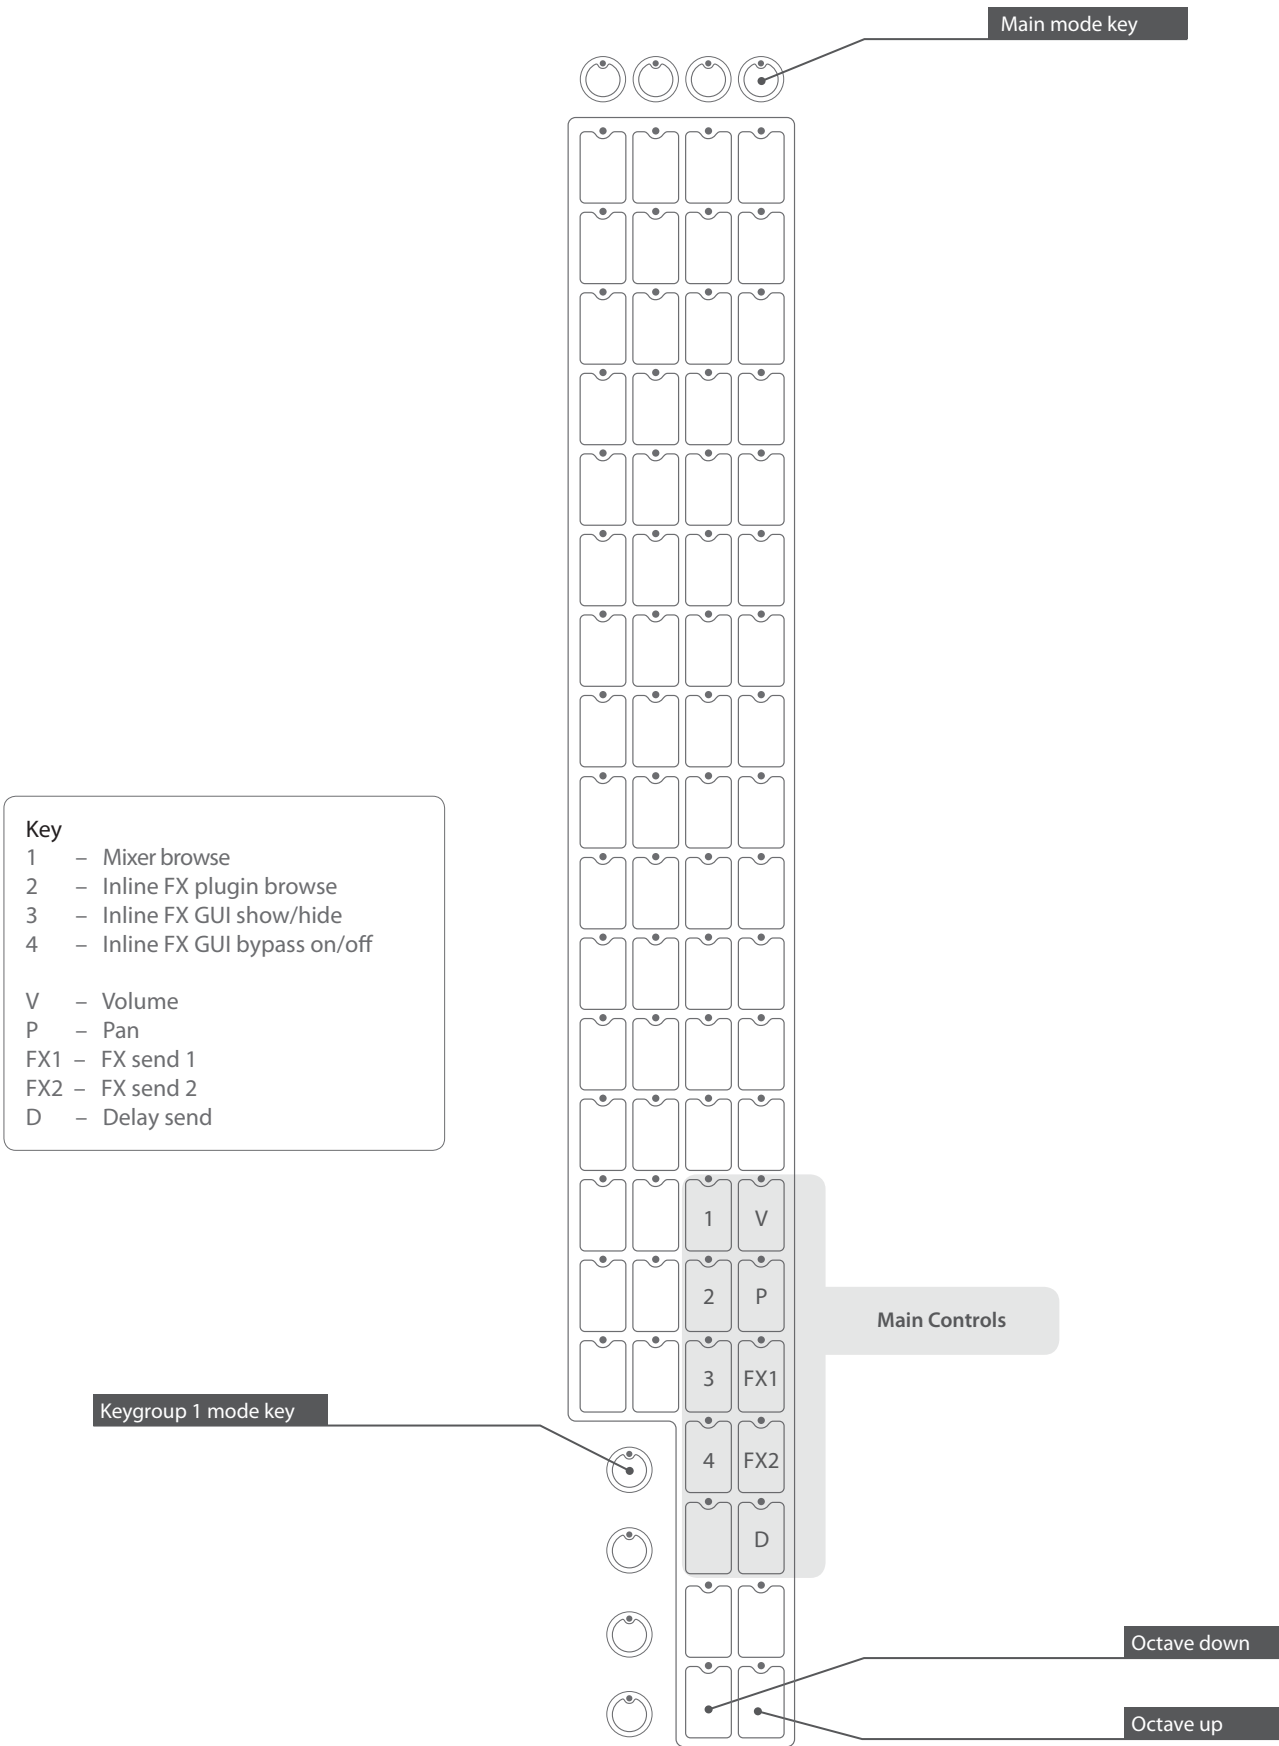 Main mode key
Key
1 – Mixer browse
2 – Inline FX plugin browse
3 – Inline FX GUI show/hide
4 – Inline FX GUI bypass on/off
V – Volume
P – Pan
FX1 – FX send 1
FX2 – FX send 2
D – Delay send
1 V
2 P
Main Controls
3 FX1
Keygroup 1 mode key
4 FX2
D
Octave down
Octave up